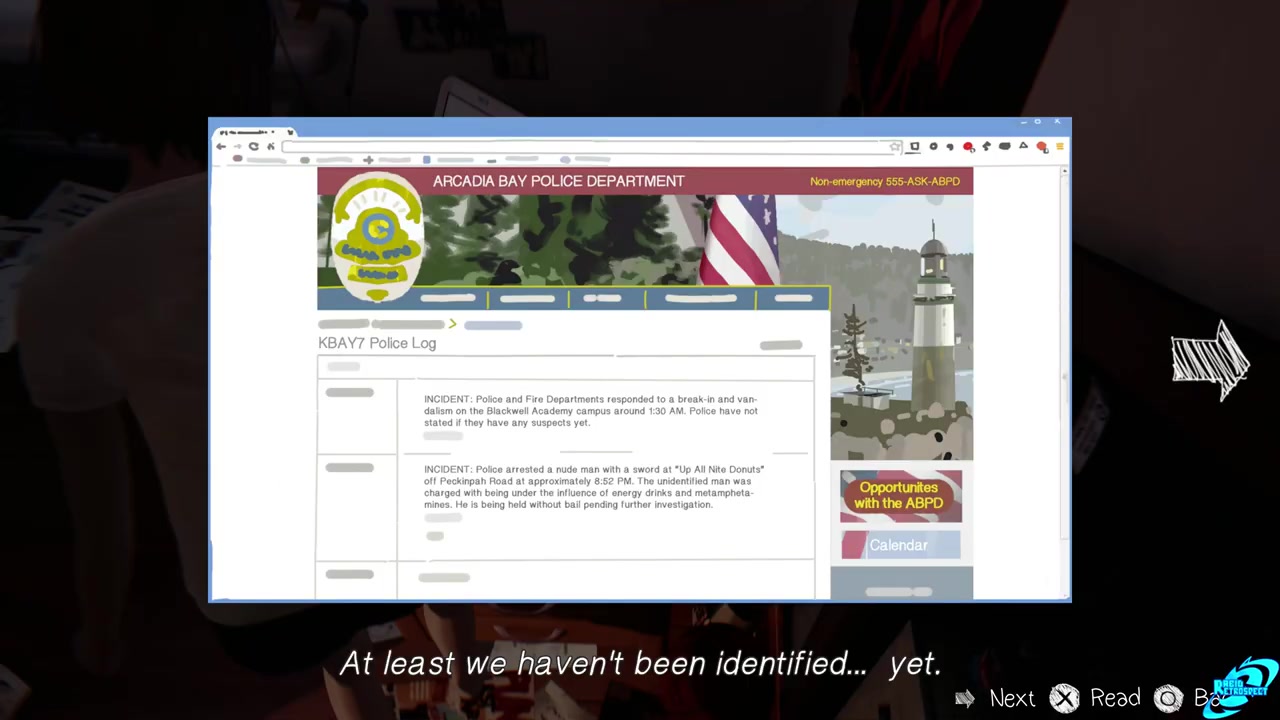 ARCADIA BAY POLICE DEPARTMENT
Non-emergency 555-ASK-ABPD
KBAY7 Police Log
INCIDENT: Police and Fire Departments responded to a break-in and van-
dalism on the Blackwell Academy campus around 1:30 AM. Police have not
stated if they have any suspects yet.
INCIDENT: Police arrested a nude man with a sword at "Up All Nite Donuts"
off Peckinpah Road at approximately 8:52 PM. The unidentified man was
charged with being under the influence of energy drinks and metampheta-
mines. He is being held without bail pending further investigation.
Opportunites
with the ABPD
Calendar
At least we haven't been identified... yet.
Next Read
RETROSPECT